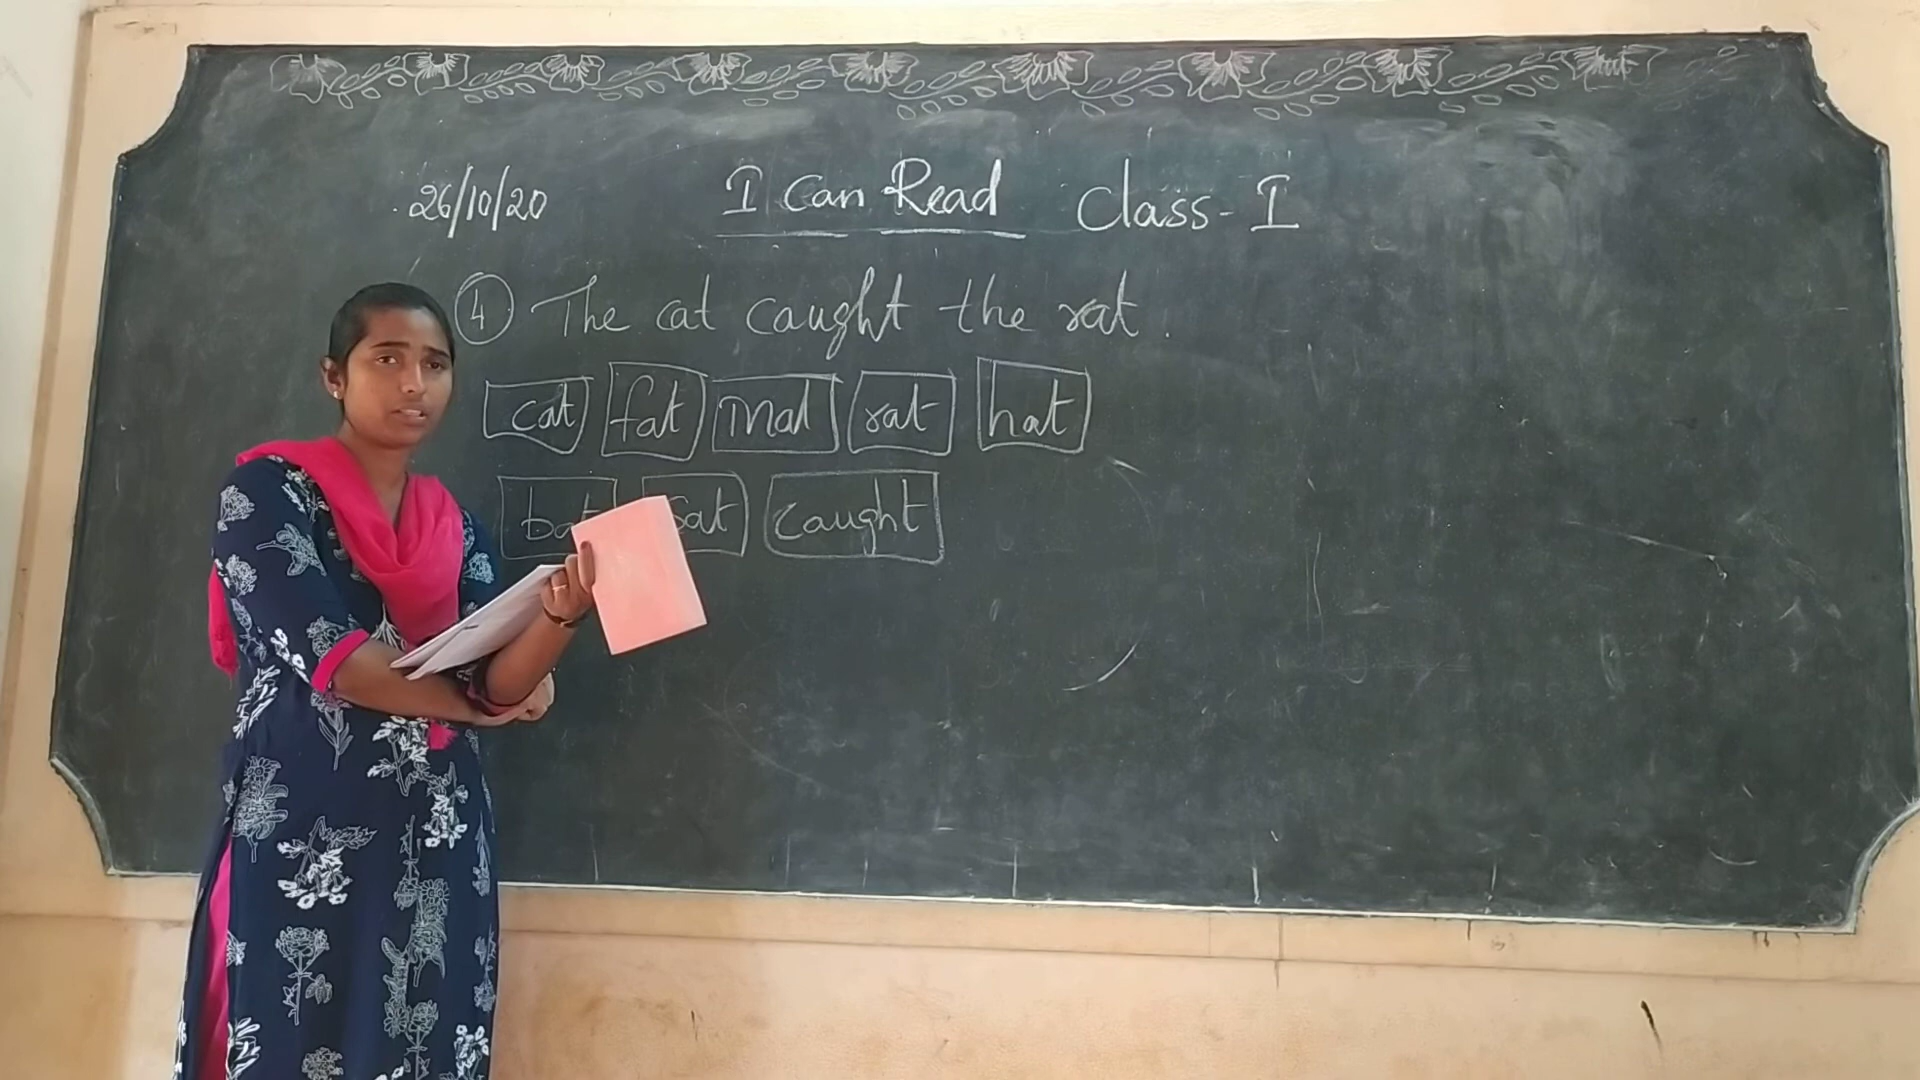 26/10/20 I Can Read Class-I
4 The cat caught the rat.
cat fat mat rat hat
sat caught